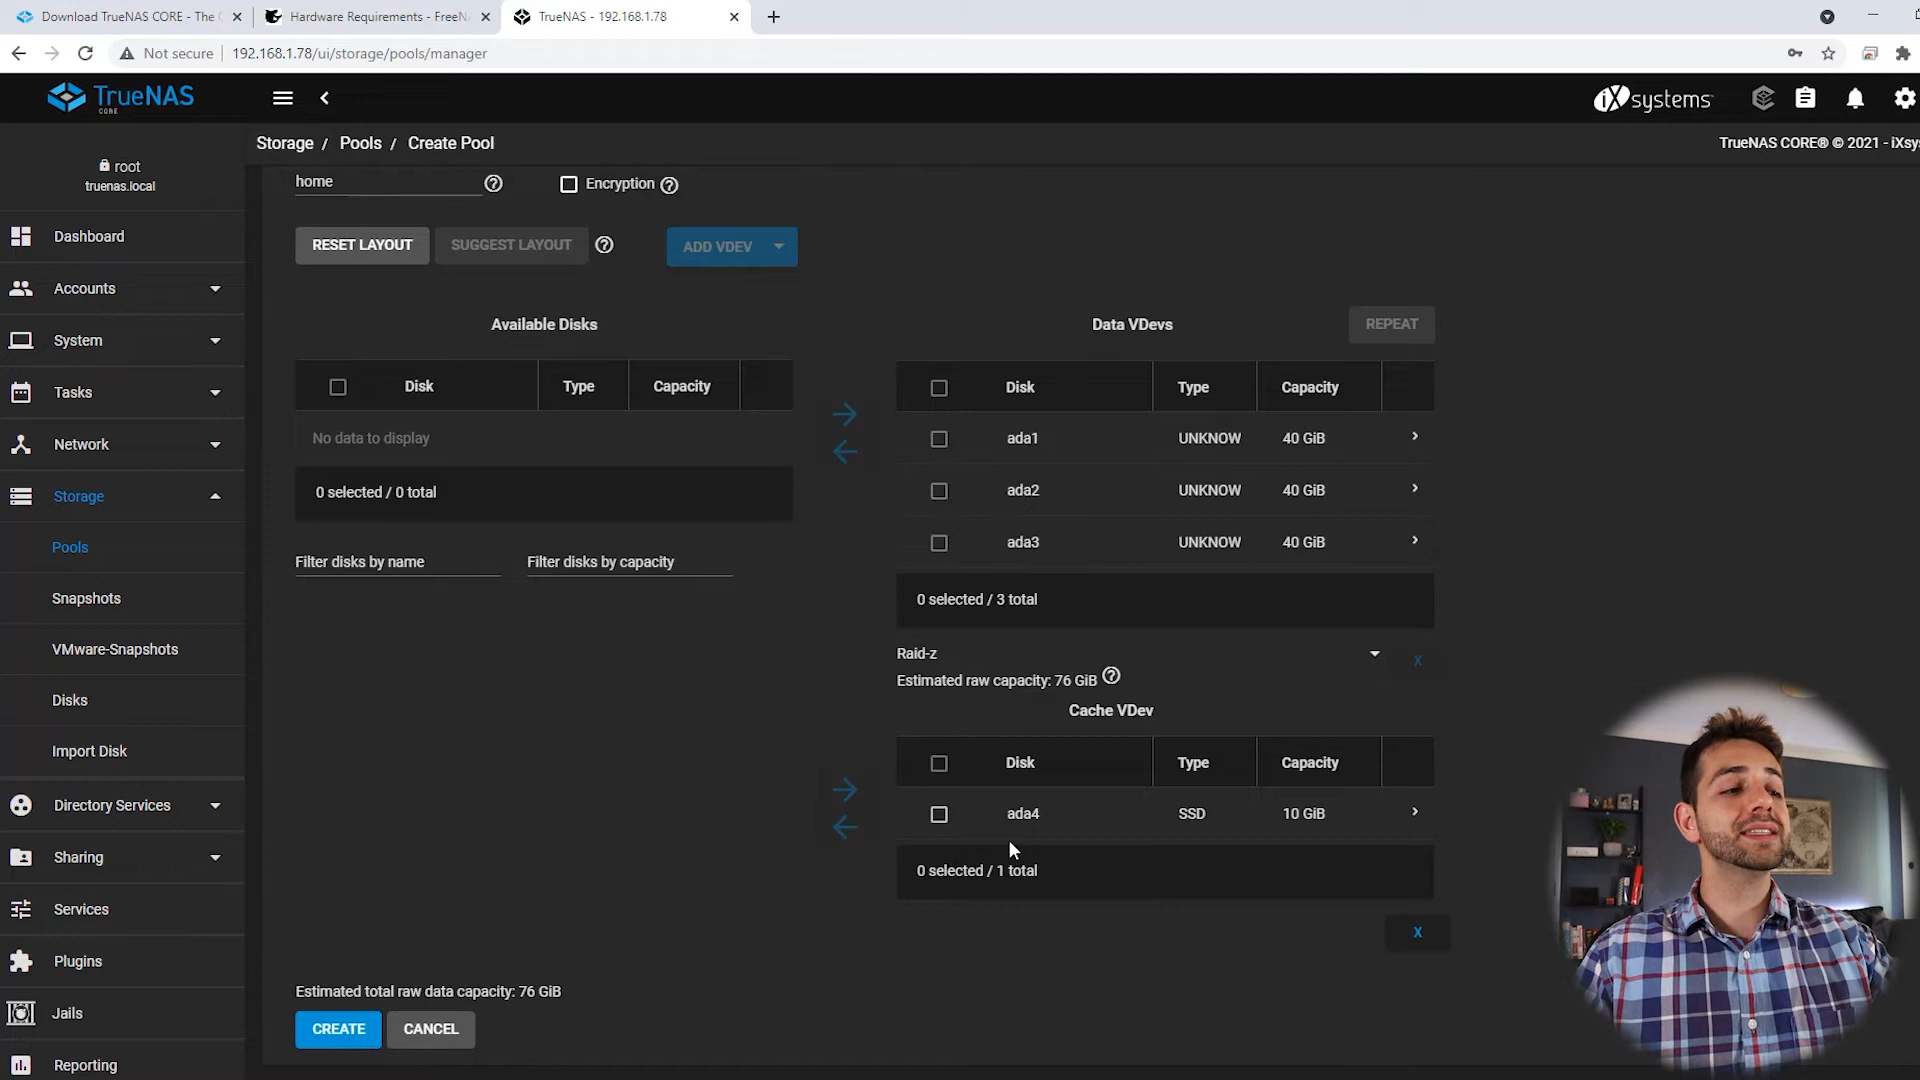 Download TrueNAS CORE - The C
Hardware Requirements - FreeN
TrueNAS - 192.168.1.78
Not secure
192.168.1.78/ui/storage/pools/manager
TrueNAS
CORE
iXsystems
Storage / Pools / Create Pool
TrueNAS CORE® © 2021 - iXsys
root
truenas.local
home
Encryption
RESET LAYOUT
SUGGEST LAYOUT
ADD VDEV
Dashboard
Accounts
System
Tasks
Network
Storage
Pools
Snapshots
VMware-Snapshots
Disks
Import Disk
Directory Services
Sharing
Services
Plugins
Jails
Reporting
Available Disks
Disk Type Capacity
No data to display
0 selected / 0 total
Filter disks by name
Filter disks by capacity
Data VDevs
REPEAT
Disk Type Capacity
ada1 UNKNOW 40 GiB
ada2 UNKNOW 40 GiB
ada3 UNKNOW 40 GiB
0 selected / 3 total
Raid-z
X
Estimated raw capacity: 76 GiB
Cache VDev
Disk Type Capacity
ada4 SSD 10 GiB
0 selected / 1 total
X
Estimated total raw data capacity: 76 GiB
CREATE
CANCEL